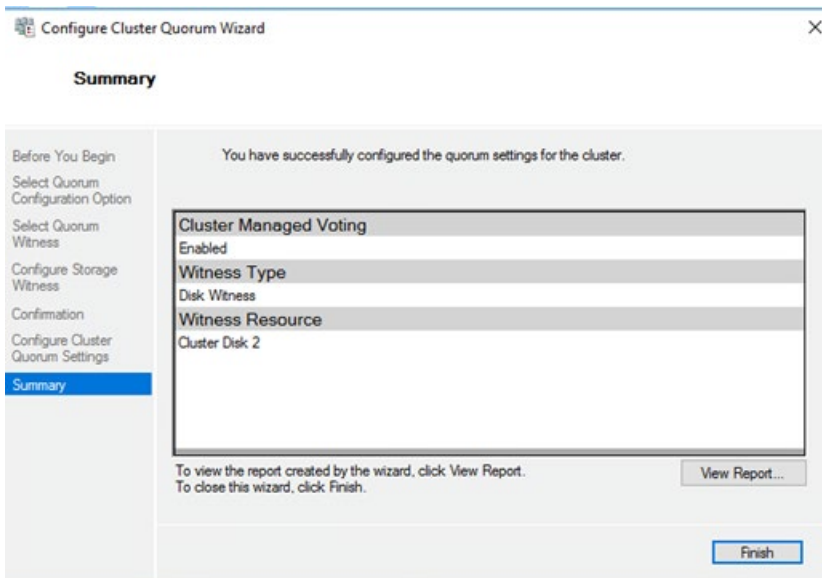 Configure Cluster Quorum Wizard
Summary
Before You Begin
Select Quorum
Configuration Option
Select Quorum
Witness
Configure Storage
Witness
Confirmation
Configure Cluster
Quorum Settings
Summary
You have successfully configured the quorum settings for the cluster.
Cluster Managed Voting
Enabled
Witness Type
Disk Witness
Witness Resource
Cluster Disk 2
To view the report created by the wizard, click View Report.
To close this wizard, click Finish.
View Report...
Finish